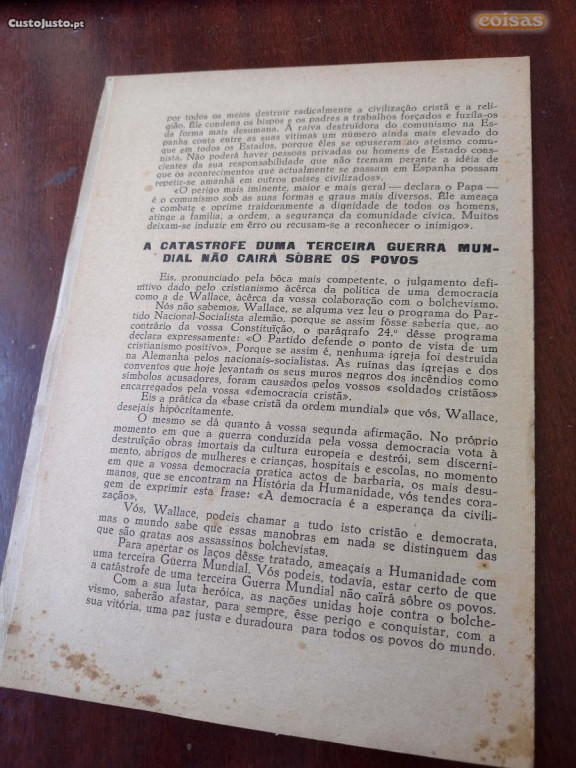 CustoJusto.pt
coisas
por todos os meios destruir radicalmente a civilização cristã e a reli-
gião. Êle condena os bispos e os padres a trabalhos forçados e fuzila-os
da forma mais desumana. A raiva destruïdora do comunismo na Es-
panha conta entre as suas vítimas um número ainda mais elevado do
que em todos os Estados, porque êles se opuseram ao ateïsmo comu-
nista. Não poderá haver pessoas privadas ou homens de Estado cons-
cientes da sua responsabilidade que não tremam perante a idéia de
que os acontecimentos que actualmente se passam em Espanha possam
repetir-se amanhã em outros países civilizados».
«O perigo mais iminente, maior e mais geral — declara o Papa —
é o comunismo sob as suas formas e graus mais diversos. Êle ameaça
e combate e oprime traidoramente a dignidade de todos os homens,
atinge a família, a ordem, a segurança da comunidade cívica. Muitos
deixam-se induzir em êrro ou recusam-se a reconhecer o inimigo».
A CATASTROFE DUMA TERCEIRA GUERRA MUN-
DIAL NÃO CAIRÁ SÔBRE OS POVOS
Eis, pronunciado pela bôca mais competente, o julgamento defi-
nitivo dado pelo cristianismo àcêrca da política de uma democracia
como a de Wallace, àcêrca da vossa colaboração com o bolchevismo.
Nós não sabemos, Wallace, se alguma vez leu o programa do Par-
tido Nacional-Socialista alemão, porque se assim fôsse saberia que, ao
contrário da vossa Constituïção, o parágrafo 24.º dêsse programa
declara expressamente: «O Partido defende o ponto de vista de um
cristianismo positivo». Porque se assim é, nenhuma igreja foi destruïda
na Alemanha pelos nacionais-socialistas. As ruínas das igrejas e dos
conventos que hoje levantam os seus muros negros dos incêndios como
símbolos acusadores, foram causados pelos vossos «soldados cristãos»
encarregados pela vossa «democracia cristã».
Eis a prática da «base cristã da ordem mundial» que vós, Wallace,
desejais hipòcritamente.
O mesmo se dá quanto à vossa segunda afirmação. No próprio
momento em que a guerra conduzida pela vossa democracia vota à
destruïção obras imortais da cultura europeia e destrói, sem discerni-
mento, abrigos de mulheres e crianças, hospitais e escolas, no momento
em que a vossa democracia pratica actos de barbaria, os mais desu-
manos, que se encontram na História da Humanidade, vós tendes cora-
gem de exprimir esta frase: «A democracia é a esperança da civili-
zação».
Vós, Wallace, podeis chamar a tudo isto cristão e democrata,
mas o mundo sabe que essas manobras em nada se distinguem das
que são gratas aos assassinos bolchevistas.
Para apertar os laços dêsse tratado, ameaçais a Humanidade com
uma terceira Guerra Mundial. Vós podeis, todavia, estar certo de que
a catástrofe de uma terceira Guerra Mundial não caïrá sôbre os povos.
Com a sua luta heróica, as nações unidas hoje contra o bolche-
vismo, saberão afastar, para sempre, êsse perigo e conquistar, com a
sua vitória, uma paz justa e duradoura para todos os povos do mundo.